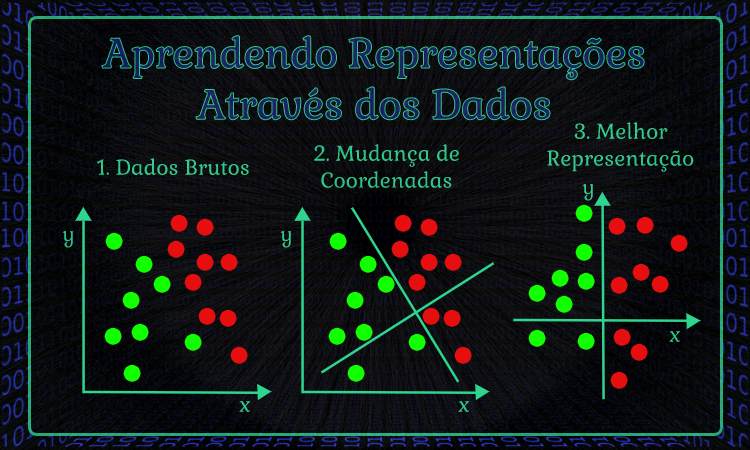 Aprendendo Representações
Através dos Dados
1. Dados Brutos
2. Mudança de
Coordenadas
3. Melhor
Representação
y
x
y
x
y
x